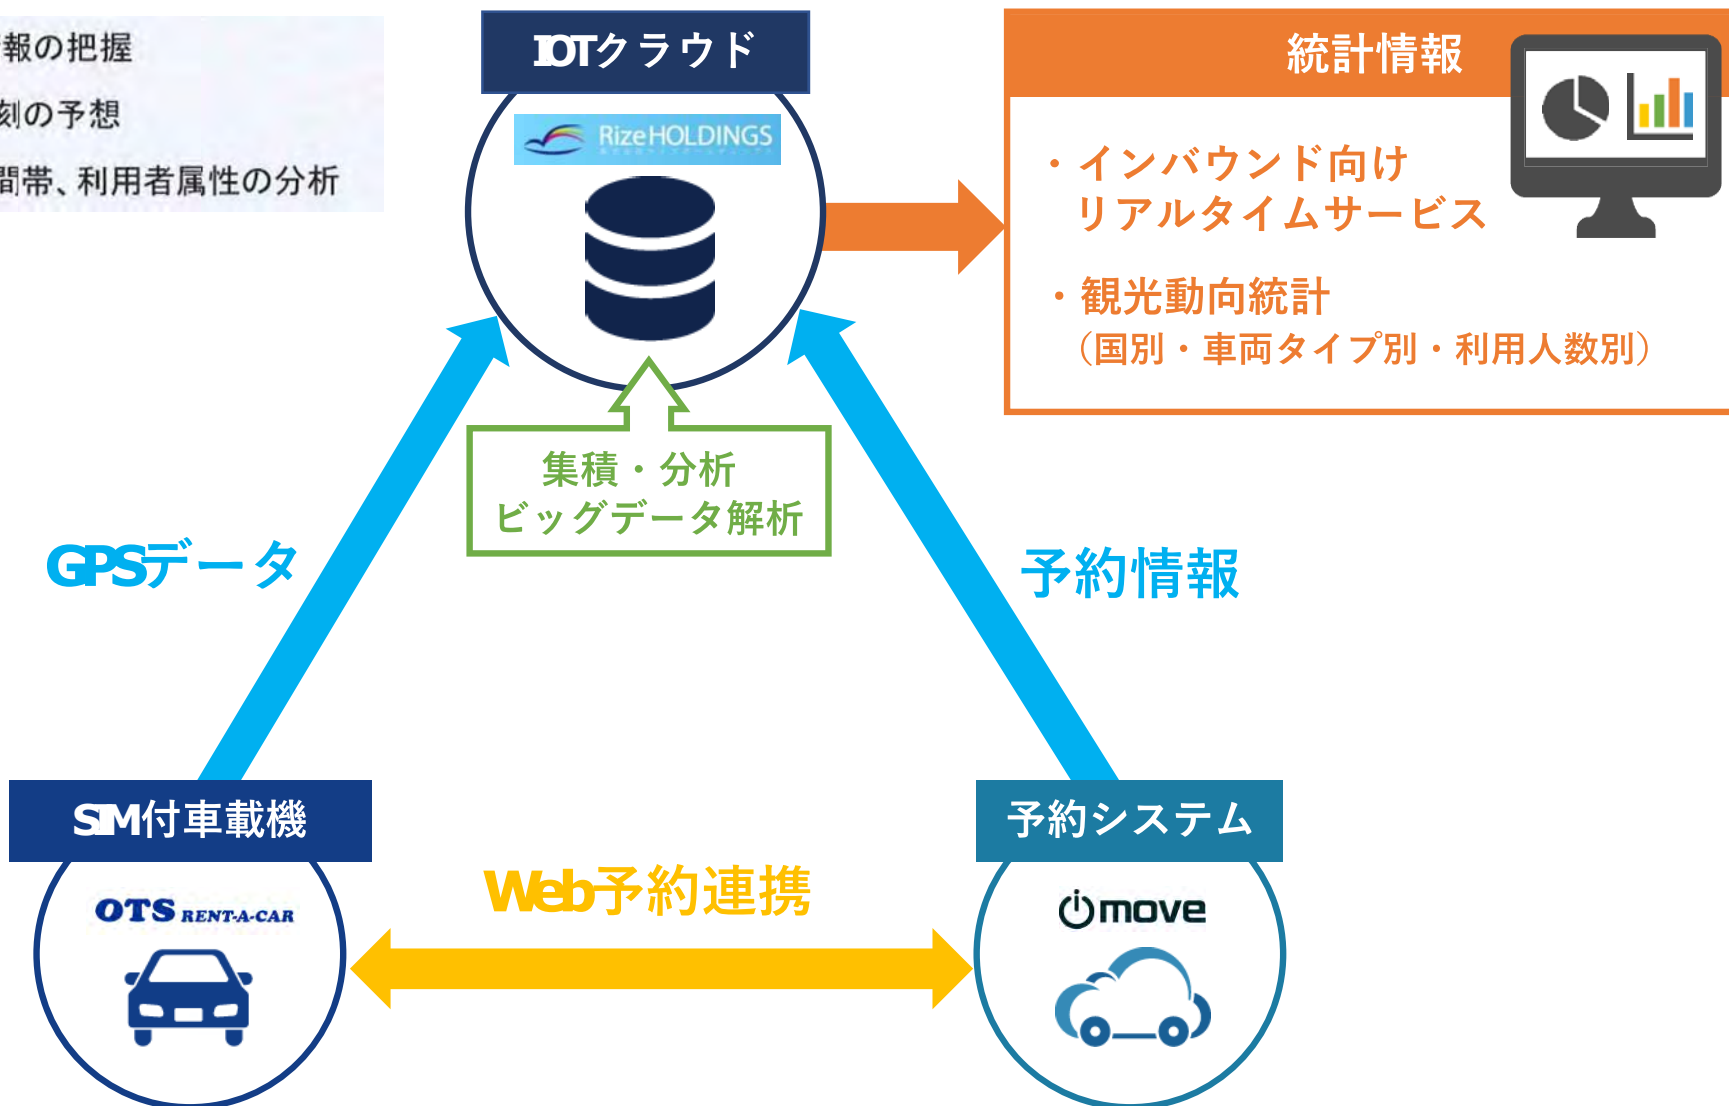 報の把握
刻の予想
間帯、利用者属性の分析
IOTクラウド
Rize HOLDINGS
統計情報
・インバウンド向け
リアルタイムサービス
・観光動向統計
（国別・車両タイプ別・利用人数別）
集積・分析
ビッグデータ解析
GPSデータ
予約情報
SIM付車載機
予約システム
OTS RENT-A-CAR
Web予約連携
imove